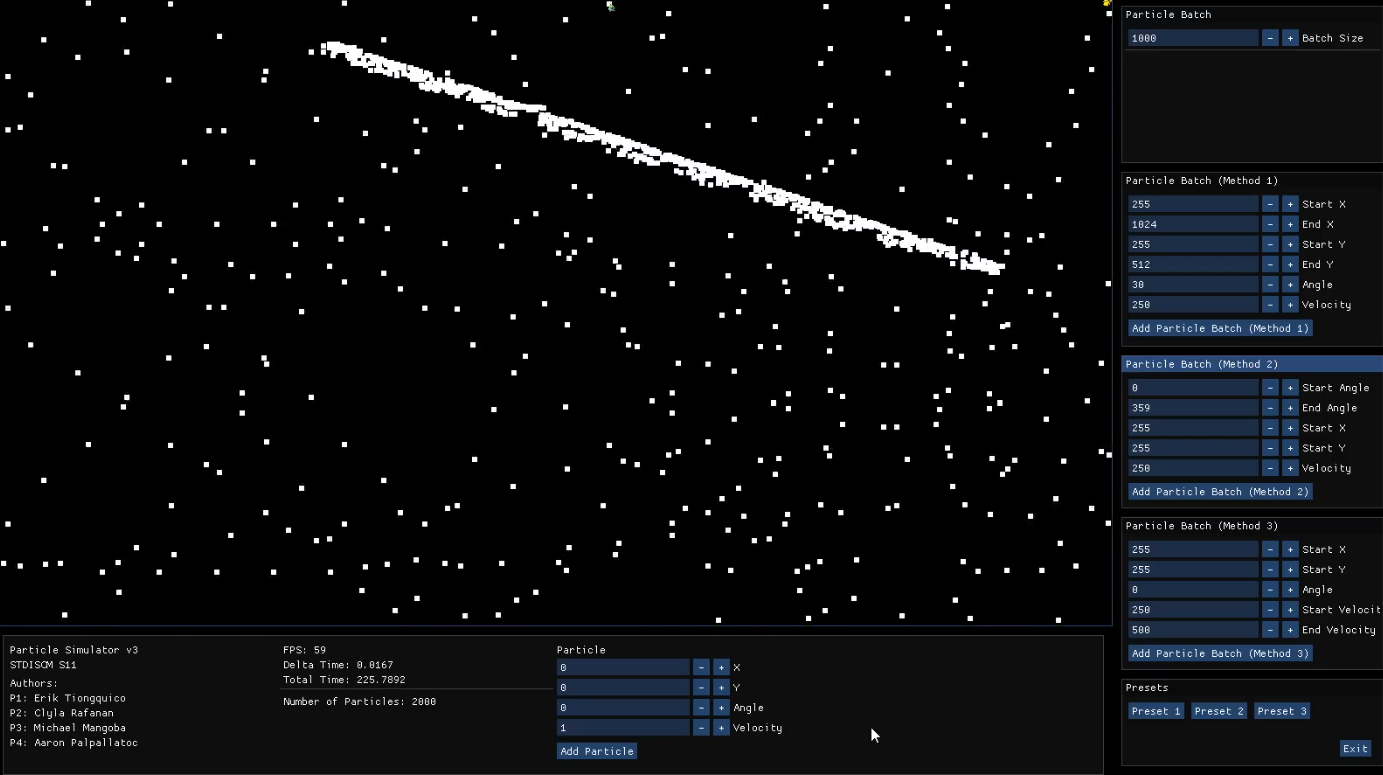 Particle Batch
1000 - + Batch Size
Particle Batch (Method 1)
255 - + Start X
1024 - + End X
255 - + Start Y
512 - + End Y
30 - + Angle
250 - + Velocity
Add Particle Batch (Method 1)
Particle Batch (Method 2)
0 - + Start Angle
359 - + End Angle
255 - + Start X
255 - + Start Y
250 - + Velocity
Add Particle Batch (Method 2)
Particle Batch (Method 3)
255 - + Start X
255 - + Start Y
0 - + Angle
250 - + Start Velocit
500 - + End Velocity
Add Particle Batch (Method 3)
Presets
Preset 1 Preset 2 Preset 3
Exit
Particle Simulator v3
STDISCM S11
Authors:
P1: Erik Tiongquico
P2: Clyla Rafanan
P3: Michael Mangoba
P4: Aaron Palpallatoc
FPS: 59
Delta Time: 0.0167
Total Time: 225.7892
Number of Particles: 2000
Particle
0 - + X
0 - + Y
0 - + Angle
1 - + Velocity
Add Particle